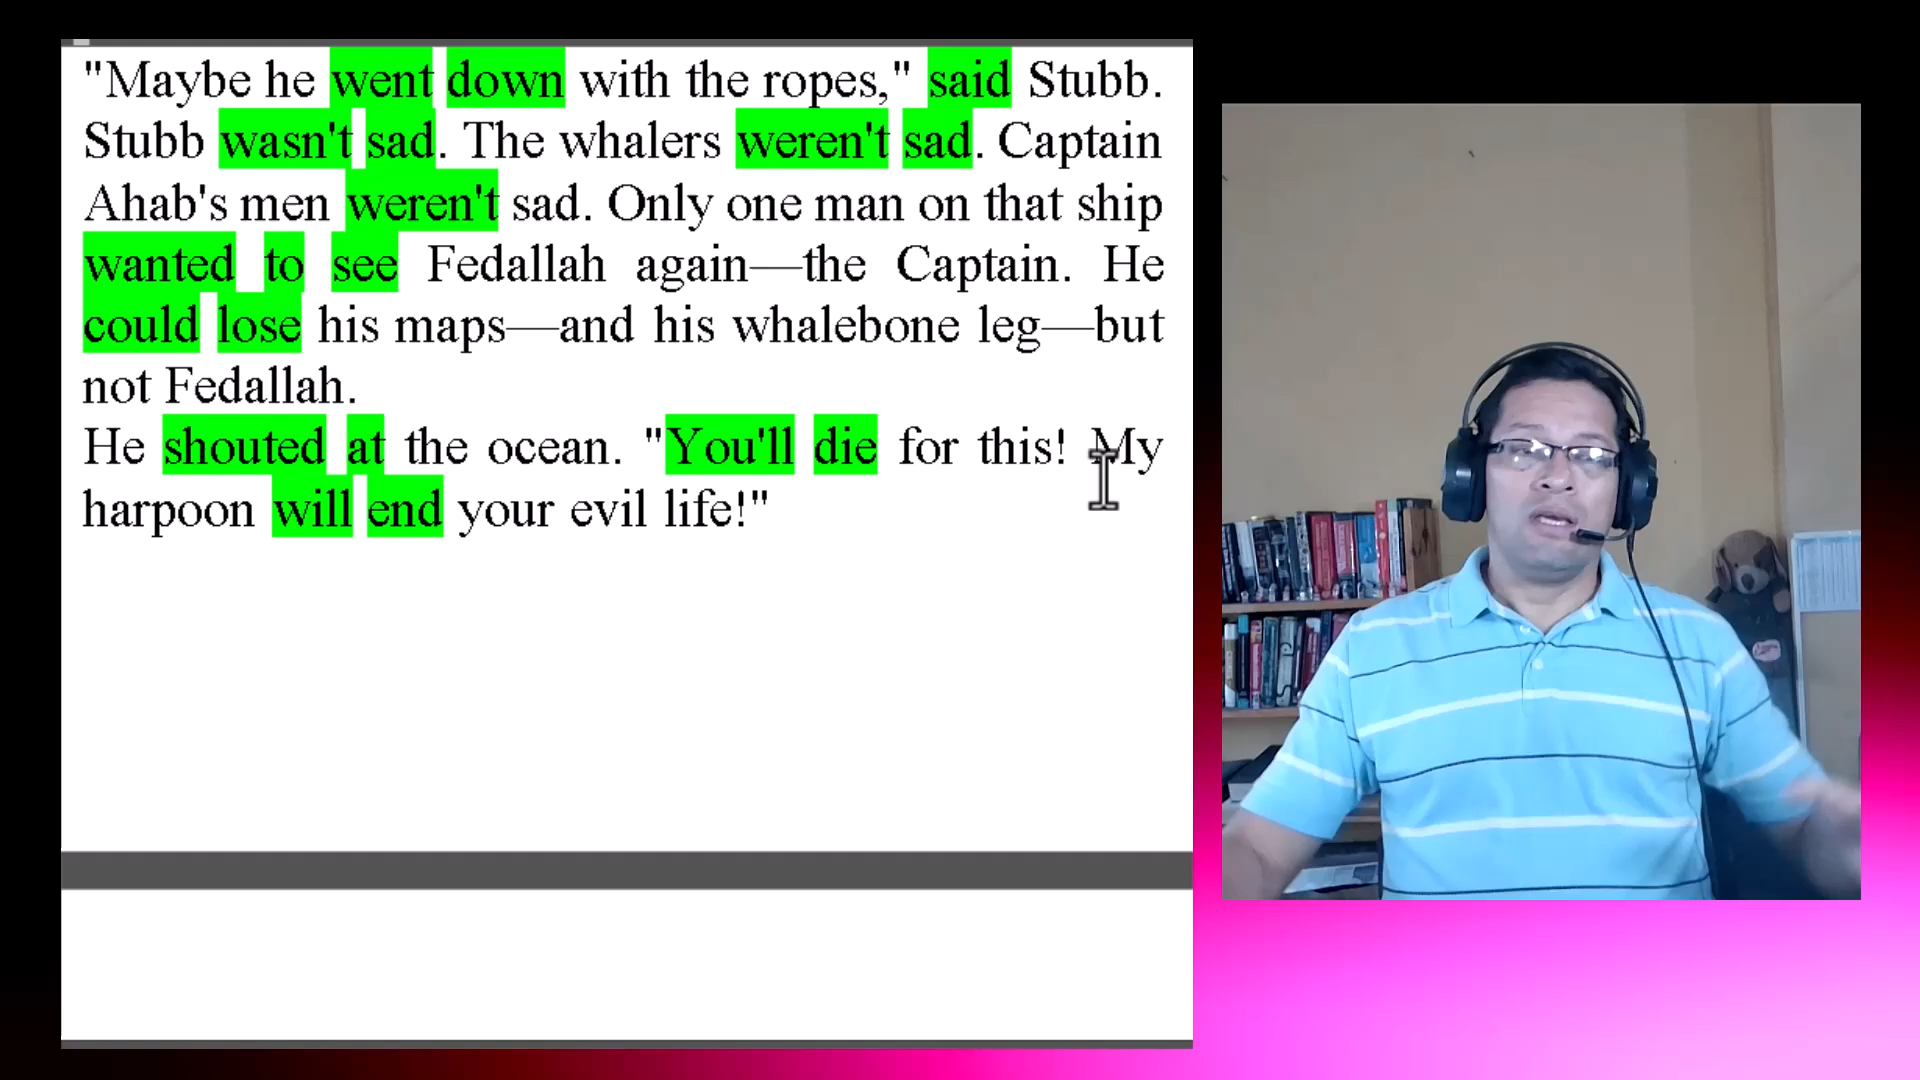 "Maybe he went down with the ropes," said Stubb.
Stubb wasn't sad. The whalers weren't sad. Captain
Ahab's men weren't sad. Only one man on that ship
wanted to see Fedallah again—the Captain. He
could lose his maps—and his whalebone leg—but
not Fedallah.
He shouted at the ocean. "You'll die for this! My
harpoon will end your evil life!"